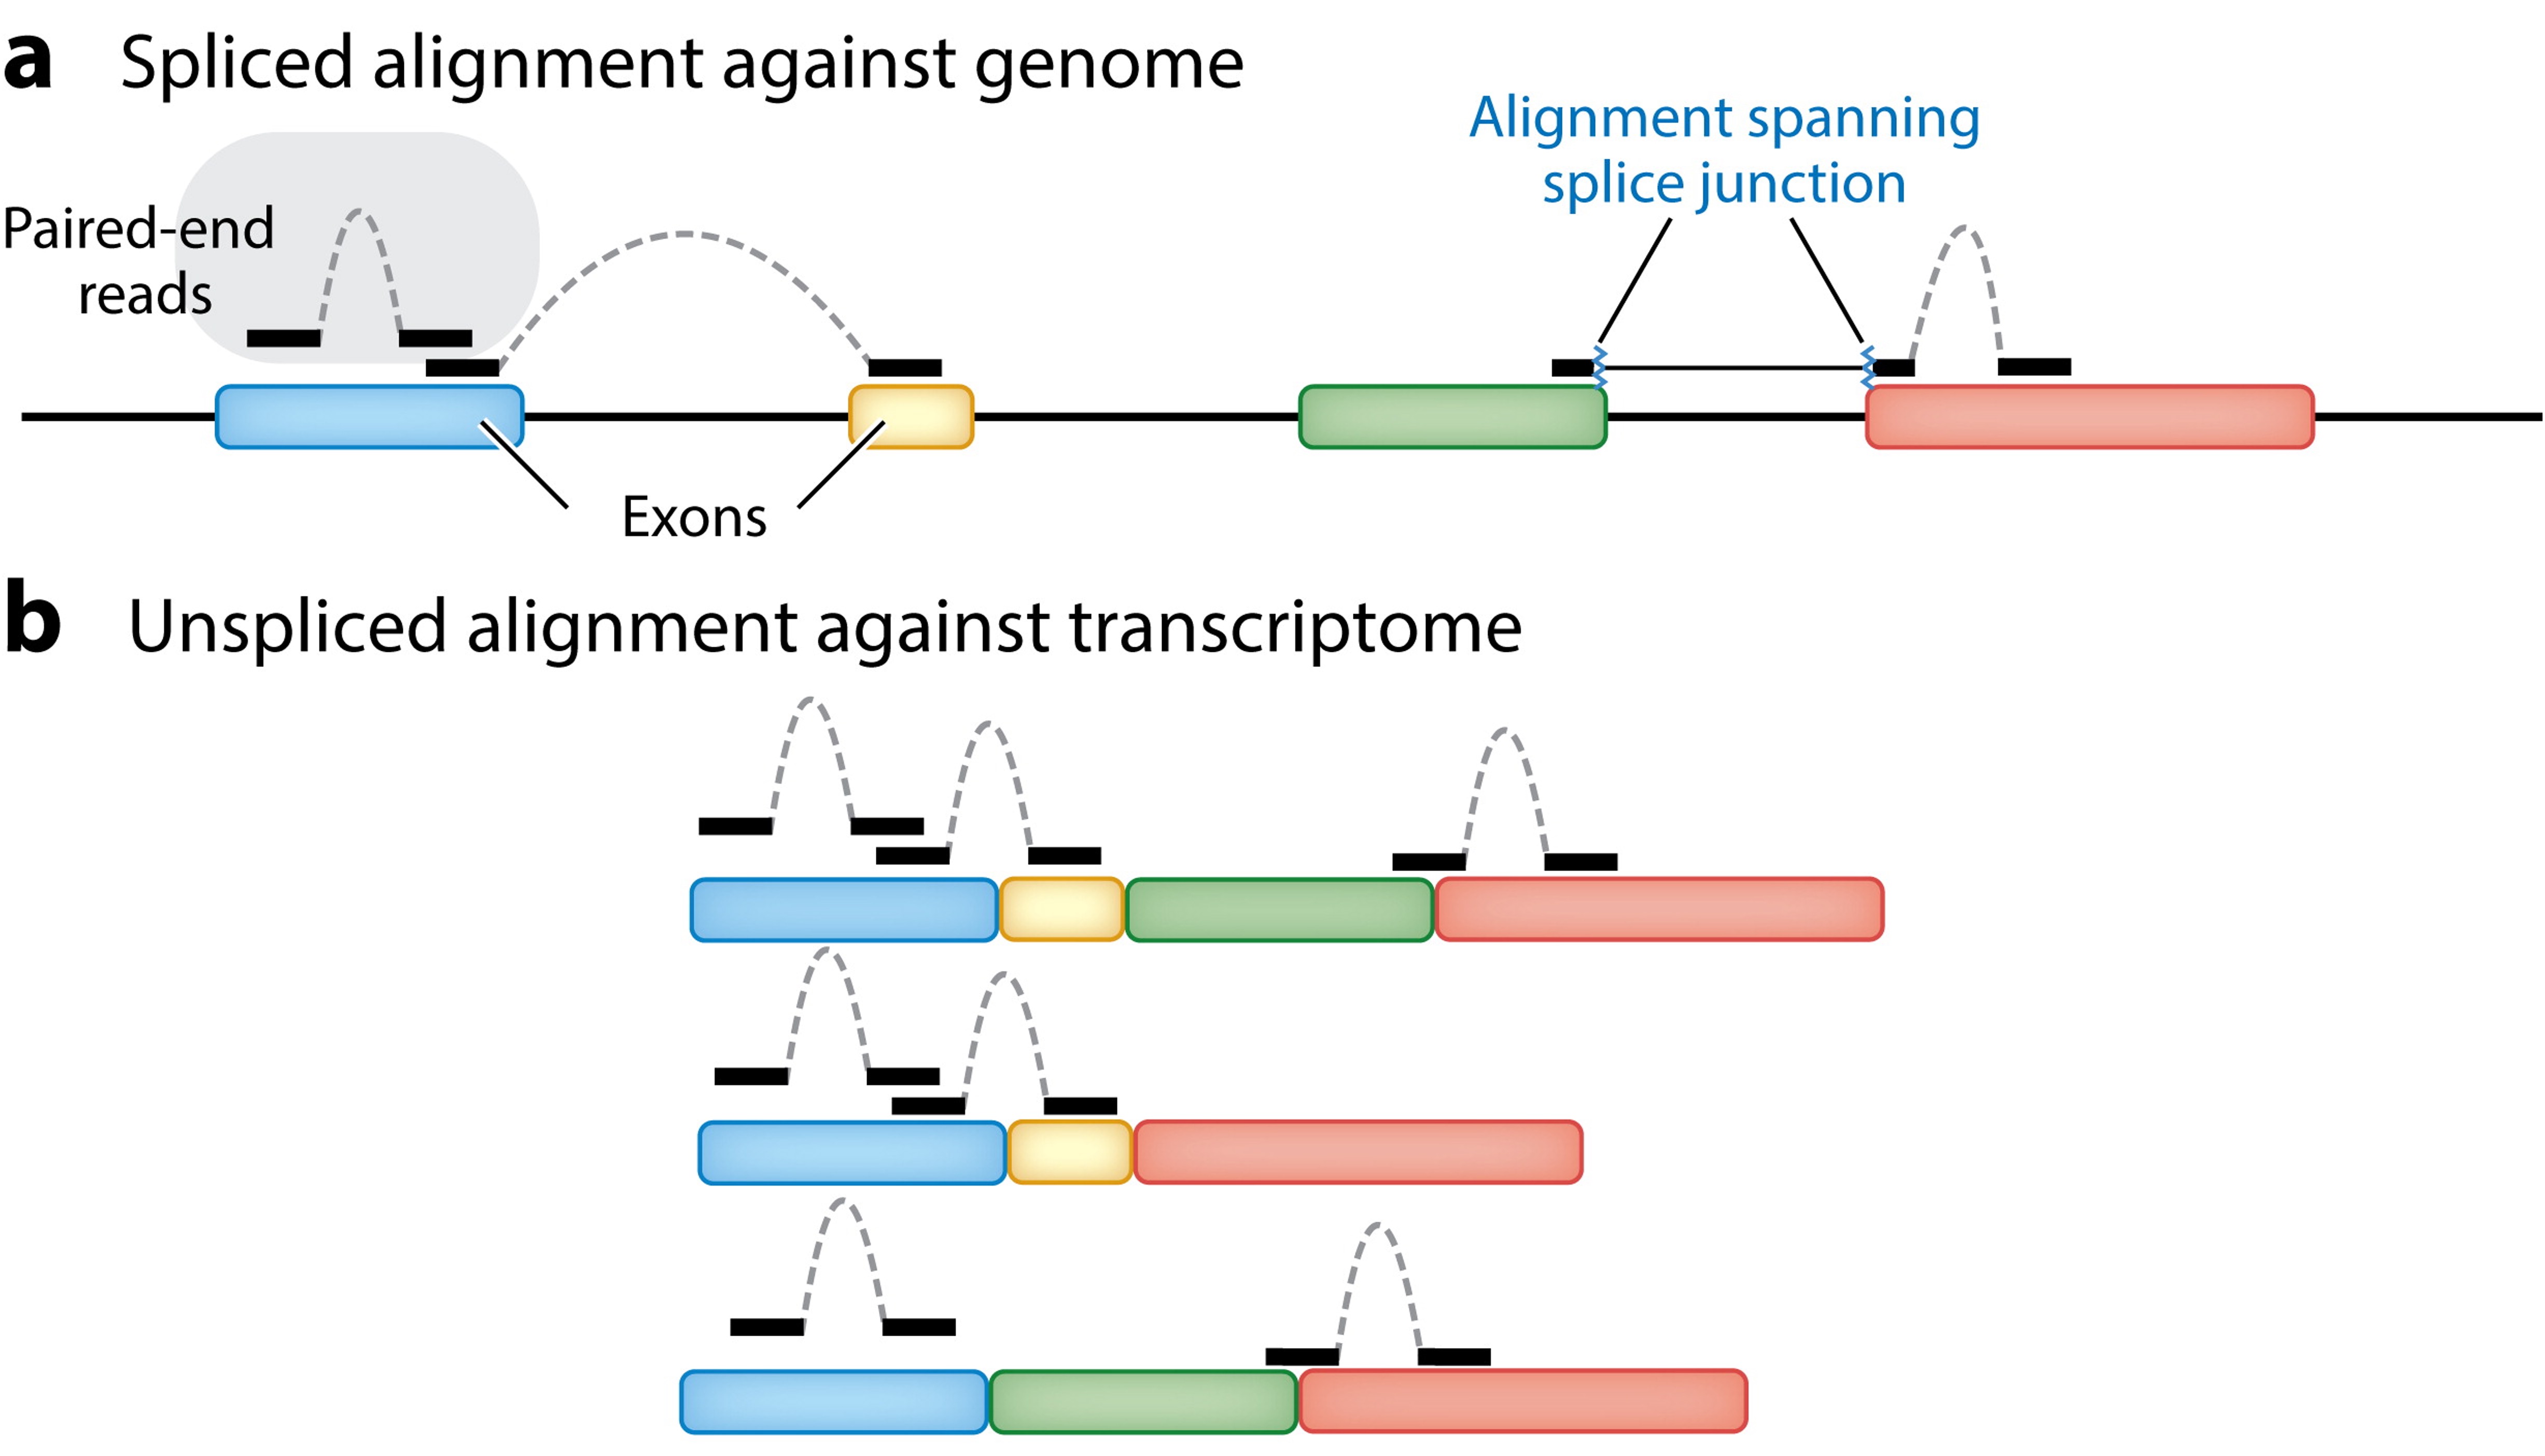 a Spliced alignment against genome
Alignment spanning
splice junction
Paired-end
reads
Exons
b Unspliced alignment against transcriptome